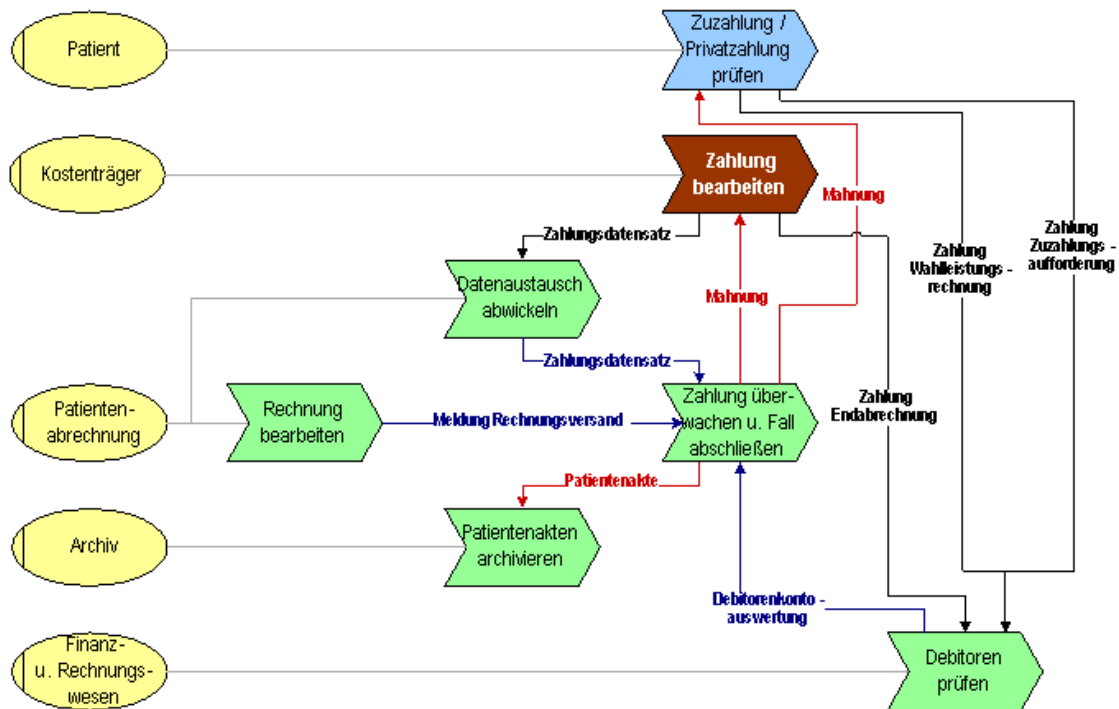 Patient
Zuzahlung /
Privatzahlung
prüfen
Kostenträger
Zahlung
bearbeiten
Mahnung
Zahlungsdatensatz
Zahlung
Wahlleistungs -
rechnung
Zahlung
Zuzahlungs -
aufforderung
Datenaustausch
abwickeln
Mahnung
Zahlungsdatensatz
Patienten-
abrechnung
Rechnung
bearbeiten
Meldung Rechnungsversand
Zahlung über-
wachen u. Fall
abschließen
Zahlung
Endabrechnung
Patientenakte
Archiv
Patientenakten
archivieren
Debitorenkonto -
auswertung
Finanz-
u. Rechnungs-
wesen
Debitoren
prüfen